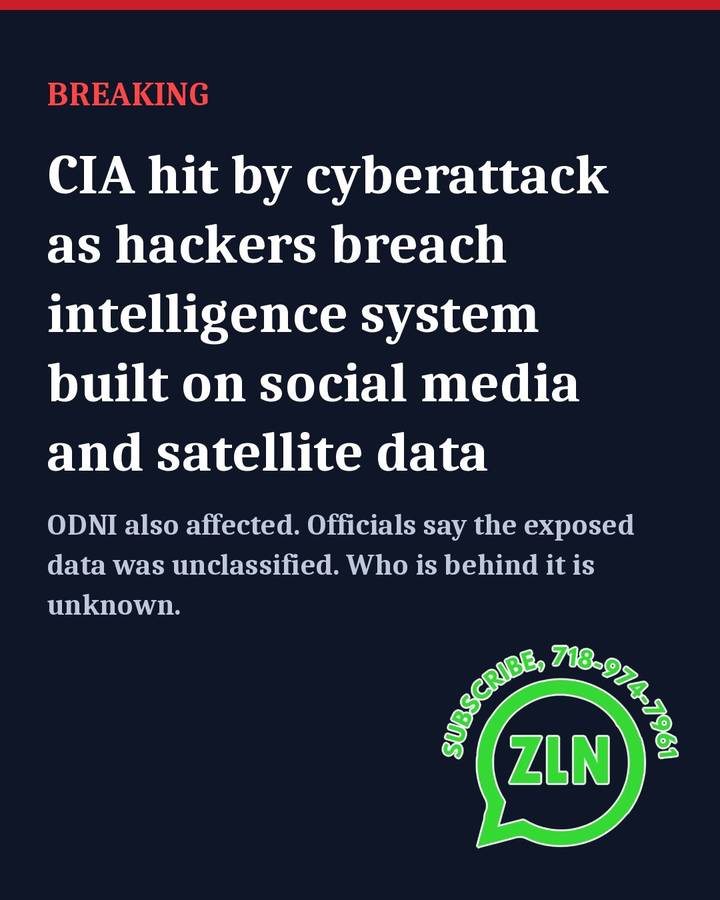 BREAKING
CIA hit by cyberattack
as hackers breach
intelligence system
built on social media
and satellite data
ODNI also affected. Officials say the exposed
data was unclassified. Who is behind it is
unknown.
SUBSCRIBE, 718-974-7961
ZLN